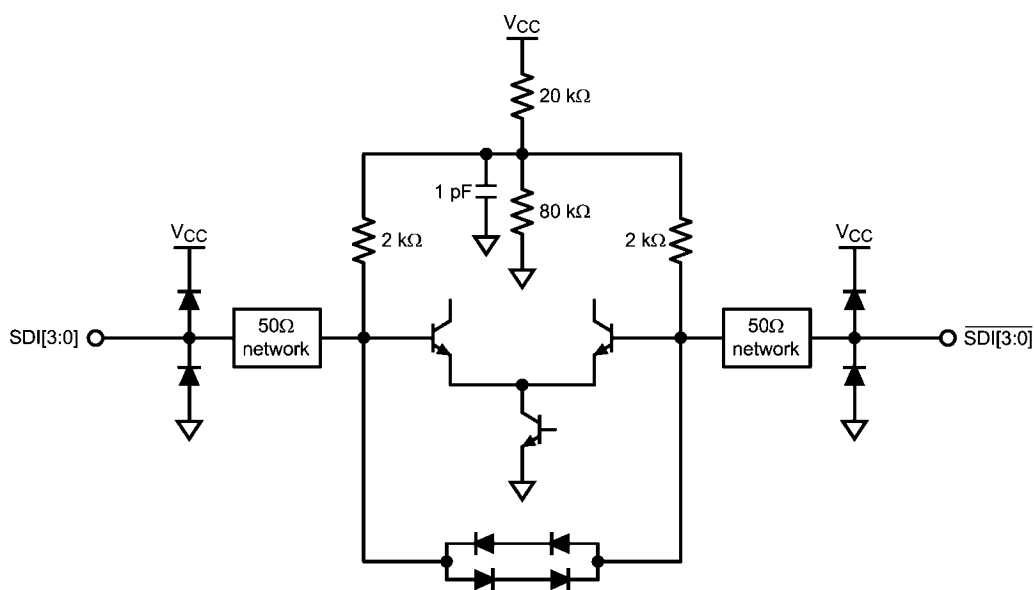 VCC
20 kΩ
1 pF
80 kΩ
2 kΩ
2 kΩ
VCC
VCC
SDI[3:0]
50Ω
network
50Ω
network
SDI[3:0]